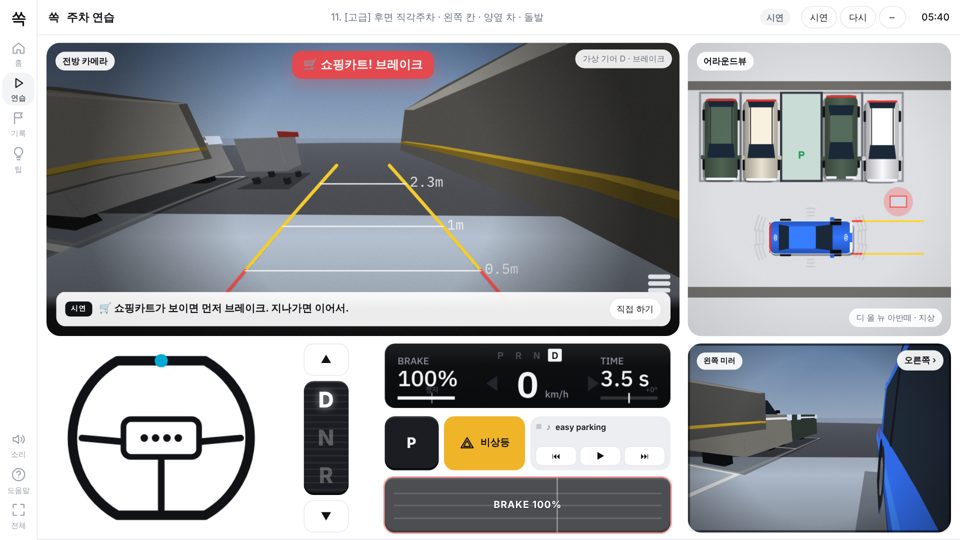 쏙
쏙 주차 연습
11. [고급] 후면 직각주차 · 왼쪽 칸 · 양옆 차 · 돌발
시연
시연
다시
–
05:40
홈
연습
기록
팁
소리
도움말
전체
전방 카메라
🛒 쇼핑카트! 브레이크
가상 기어 D · 브레이크
2.3m
1m
0.5m
시연
🛒 쇼핑카트가 보이면 먼저 브레이크. 지나가면 이어서.
직접 하기
어라운드뷰
P
디 올 뉴 아반떼 · 지상
D
N
R
BRAKE
100%
P R N D
0 km/h
TIME
3.5 s
+0°
P
비상등
♪ easy parking
BRAKE 100%
왼쪽 미러
오른쪽 ›